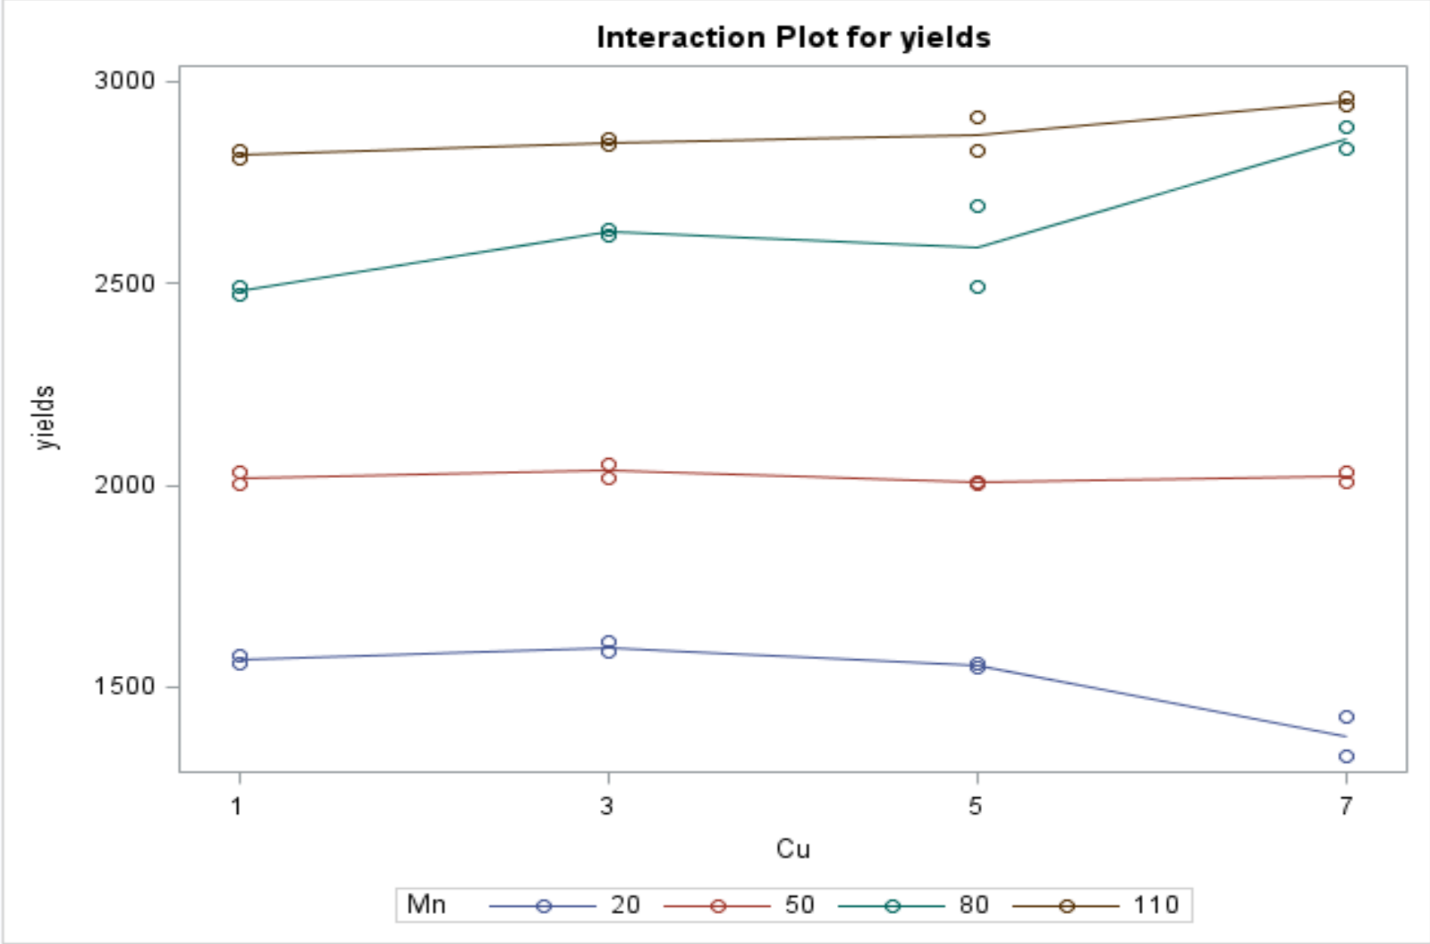 Interaction Plot for yields
3000
2500
2000
1500
yields
1 3 5 7
Cu
Mn 20 50 80 110